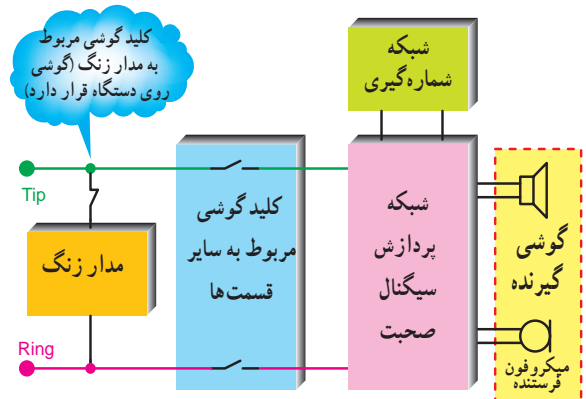 کلید گوشی مربوط
به مدار زنگ (گوشی
روی دستگاه قرار دارد)
شبکه
شماره‌گیری
Tip
مدار زنگ
Ring
کلید گوشی
مربوط به سایر
قسمت‌ها
شبکه
پردازش
سیگنال
صحبت
گوشی
گیرنده
میکروفون
فرستنده